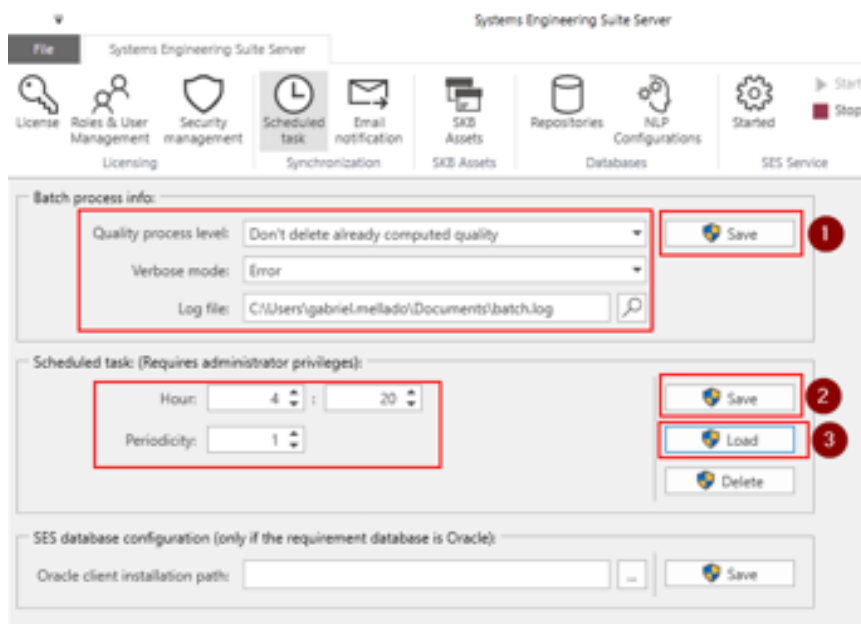 Systems Engineering Suite Server
File
Systems Engineering Suite Server
License
Roles & User Management
Security management
Scheduled task
Email notification
SKB Assets
Repositories
NLP Configurations
Started
Start
Stop
Licensing
Synchronization
SKB Assets
Databases
SES Service
Batch process info:
Quality process level: Don't delete already computed quality
Save
1
Verbose mode: Error
Log file: C:\Users\gabriel.mellado\Documents\batch.log
Scheduled task: (Requires administrator privileges):
Hour: 4 : 20
Save
2
Periodicity: 1
Load
3
Delete
SES database configuration (only if the requirement database is Oracle):
Oracle client installation path:
...
Save